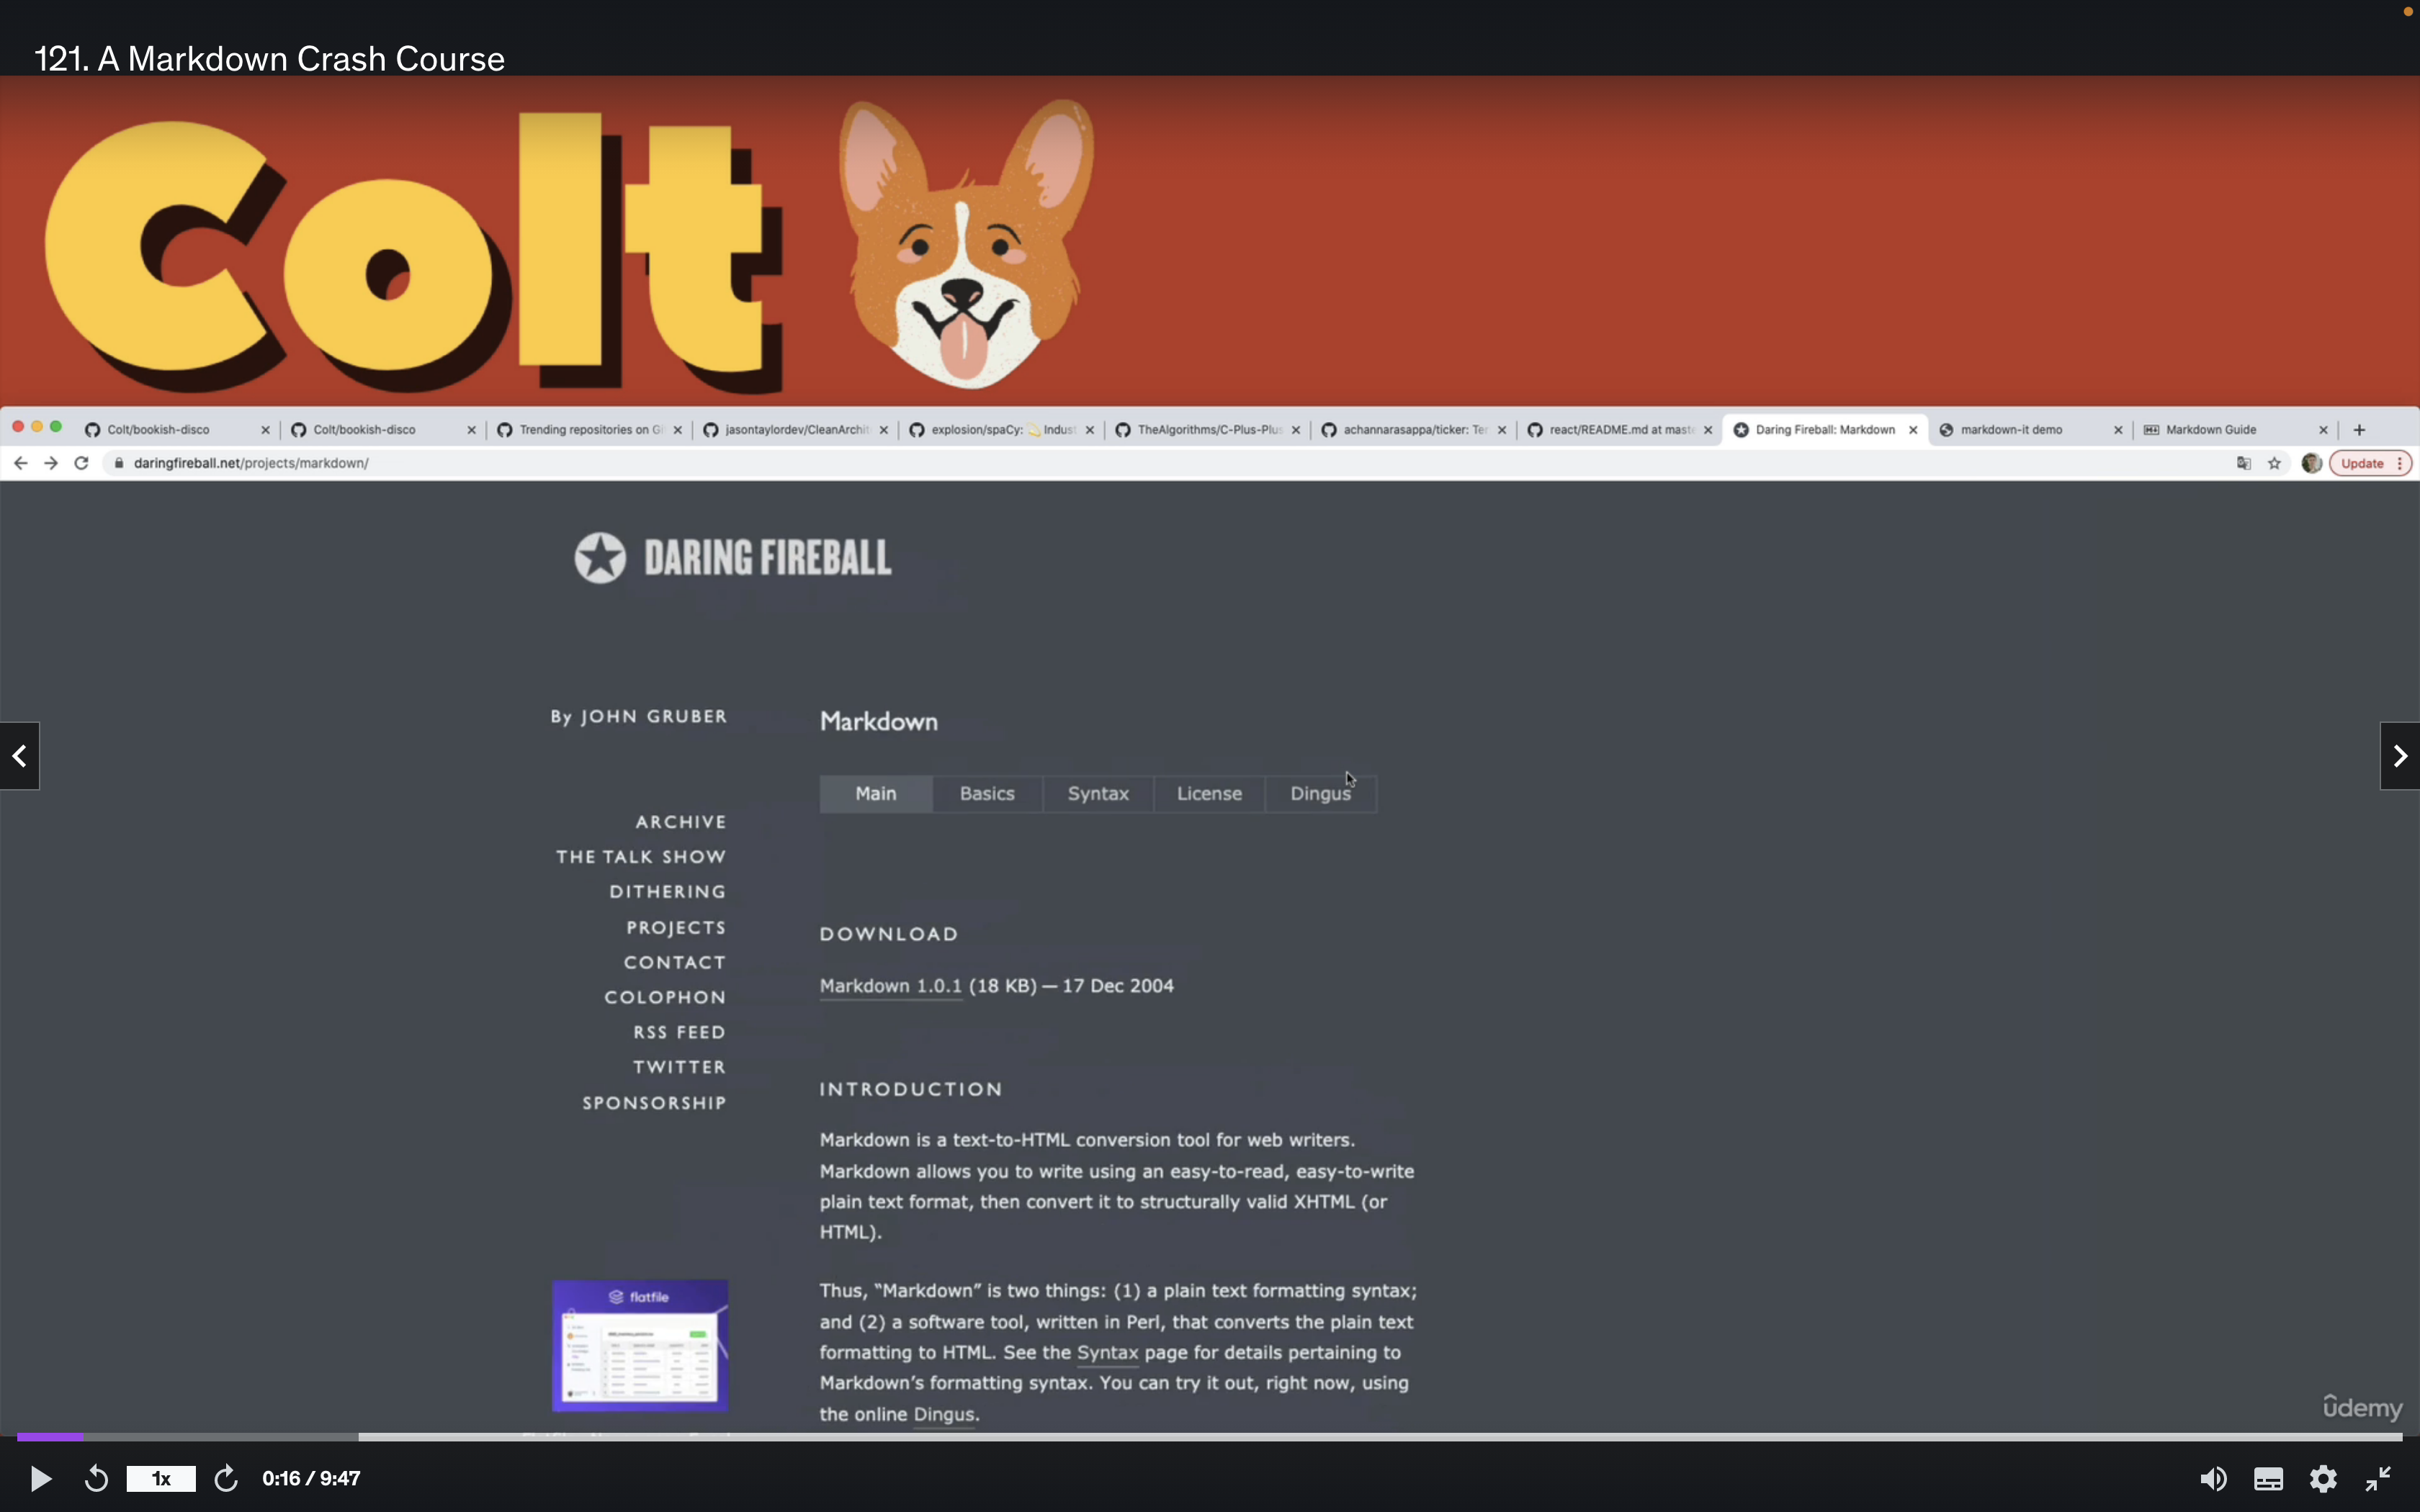 121. A Markdown Crash Course
Colt
Colt/bookish-disco
Colt/bookish-disco
Trending repositories on Gi
jasontaylordev/CleanArchit
explosion/spaCy: 💫 Indust
TheAlgorithms/C-Plus-Plus
achannarasappa/ticker: Ter
react/README.md at maste
Daring Fireball: Markdown
markdown-it demo
Markdown Guide
daringfireball.net/projects/markdown/
Update
DARING FIREBALL
By JOHN GRUBER
ARCHIVE
THE TALK SHOW
DITHERING
PROJECTS
CONTACT
COLOPHON
RSS FEED
TWITTER
SPONSORSHIP
flatfile
Markdown
Main Basics Syntax License Dingus
DOWNLOAD
Markdown 1.0.1 (18 KB) — 17 Dec 2004
INTRODUCTION
Markdown is a text-to-HTML conversion tool for web writers.
Markdown allows you to write using an easy-to-read, easy-to-write
plain text format, then convert it to structurally valid XHTML (or
HTML).
Thus, “Markdown” is two things: (1) a plain text formatting syntax;
and (2) a software tool, written in Perl, that converts the plain text
formatting to HTML. See the Syntax page for details pertaining to
Markdown’s formatting syntax. You can try it out, right now, using
the online Dingus.
ûdemy
1x
0:16 / 9:47